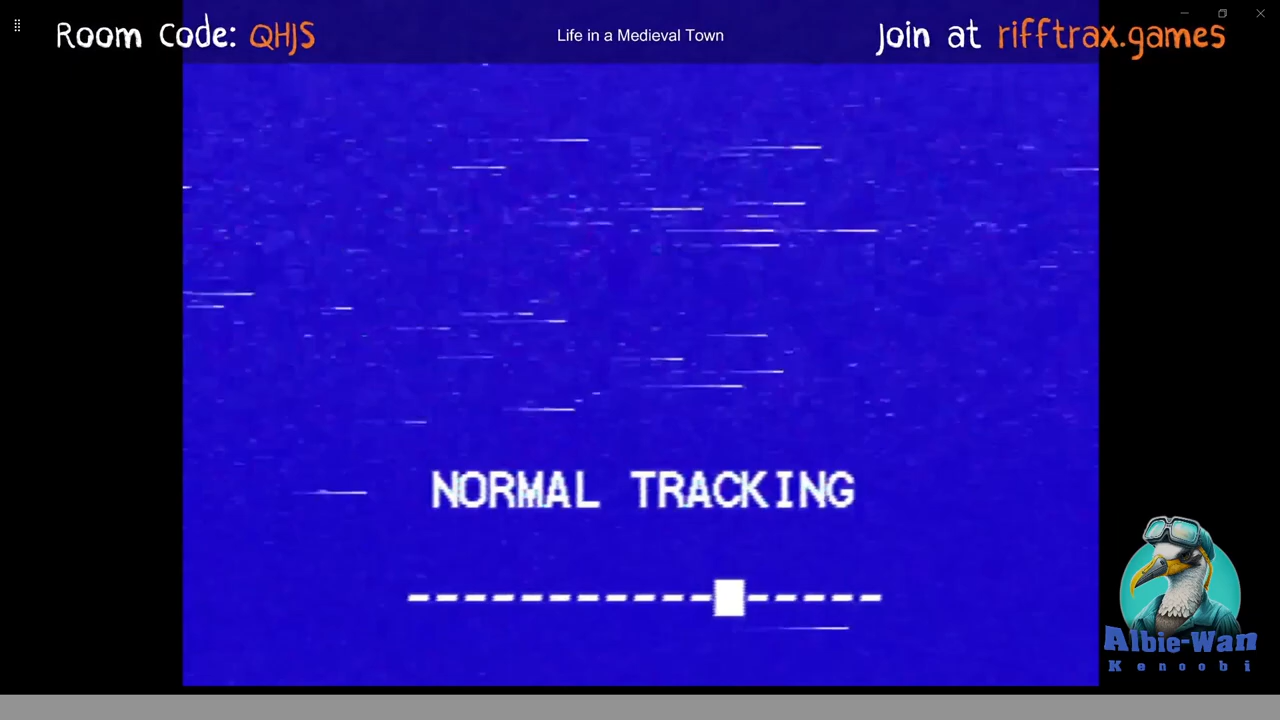 Room Code: QHJS
Life in a Medieval Town
Join at rifftrax.games
NORMAL TRACKING
Albie-Wan
Kenoobi